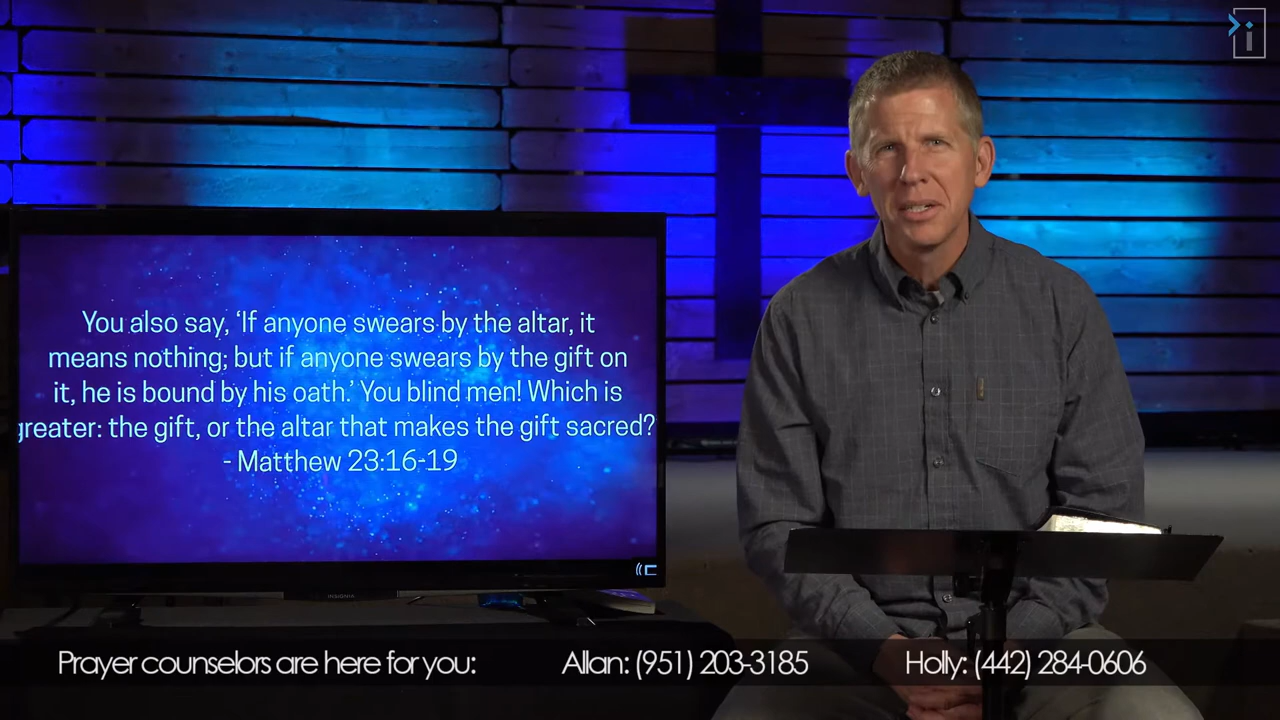 You also say, ‘If anyone swears by the altar, it
means nothing; but if anyone swears by the gift on
it, he is bound by his oath.’ You blind men! Which is
greater: the gift, or the altar that makes the gift sacred?
- Matthew 23:16-19
INSIGNIA
Prayer counselors are here for you: Allan: (951) 203-3185 Holly: (442) 284-0606